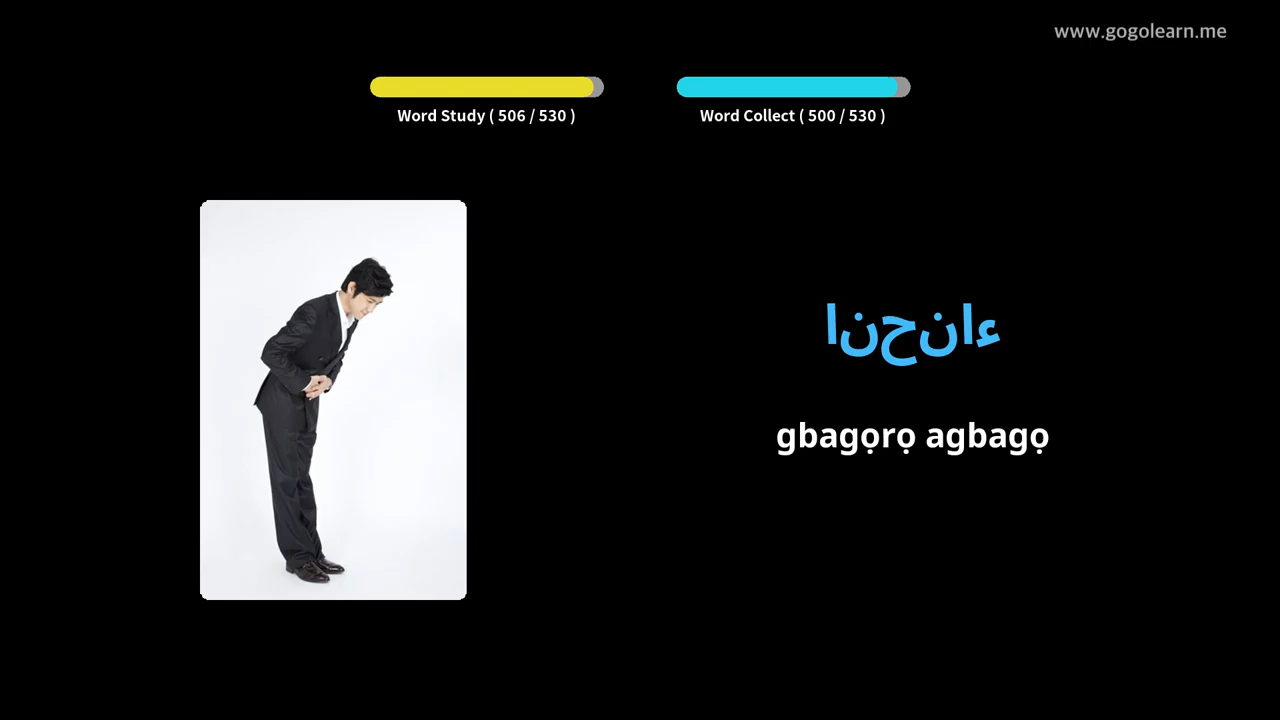 www.gogolearn.me
Word Study ( 506 / 530 )
Word Collect ( 500 / 530 )
انحناء
gbagọrọ agbagọ